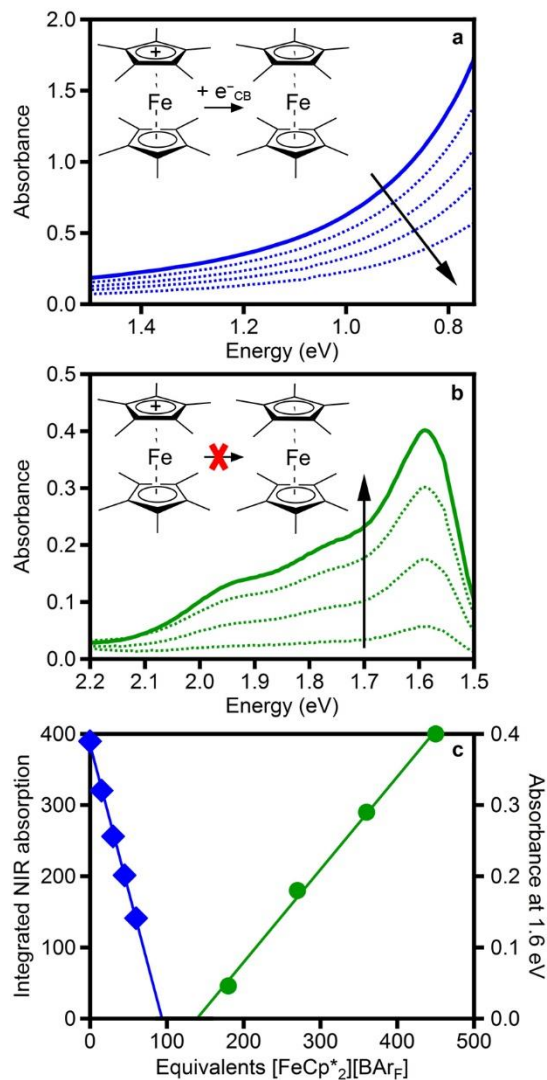 2.0
1.5
1.0
0.5
0.0
Absorbance
a
+
Fe
+ e⁻CB
Fe
1.4
1.2
1.0
0.8
Energy (eV)
0.5
0.4
0.3
0.2
0.1
0.0
Absorbance
b
+
Fe
X
Fe
2.2
2.1
2.0
1.9
1.8
1.7
1.6
1.5
Energy (eV)
400
300
200
100
0
Integrated NIR absorption
c
0.4
0.3
0.2
0.4
0.0
Absorbance at 1.6 eV
0
100
200
300
400
500
Equivalents [FeCp*₂][BArF]